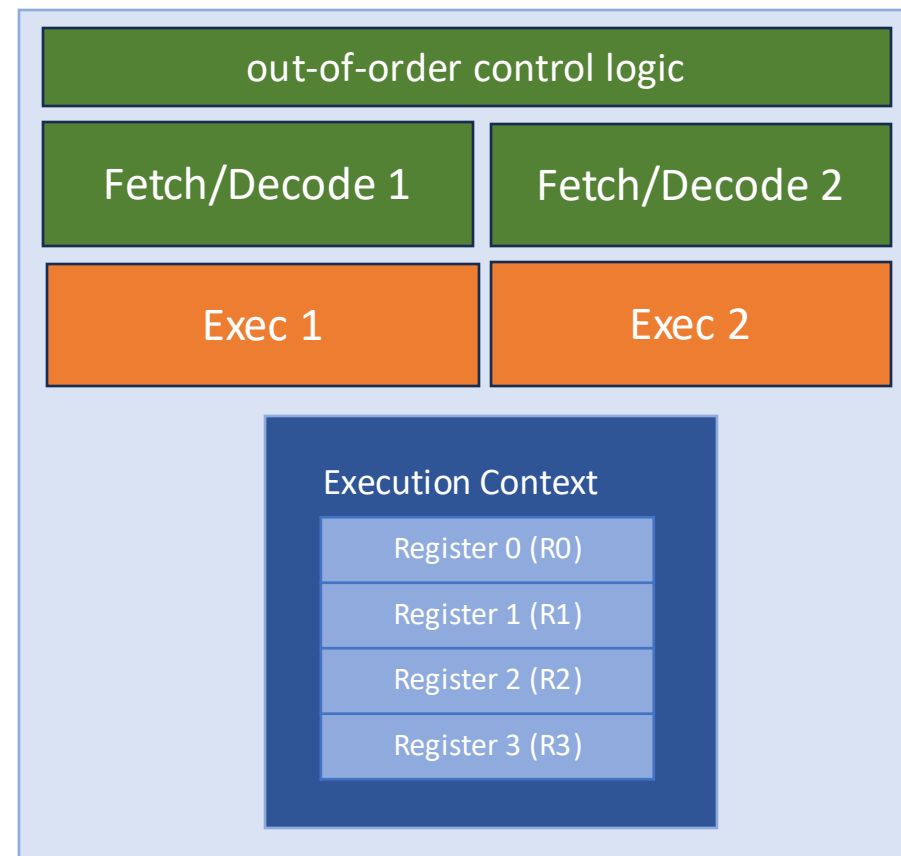 out-of-order control logic
Fetch/Decode 1
Fetch/Decode 2
Exec 1
Exec 2
Execution Context
Register 0 (R0)
Register 1 (R1)
Register 2 (R2)
Register 3 (R3)